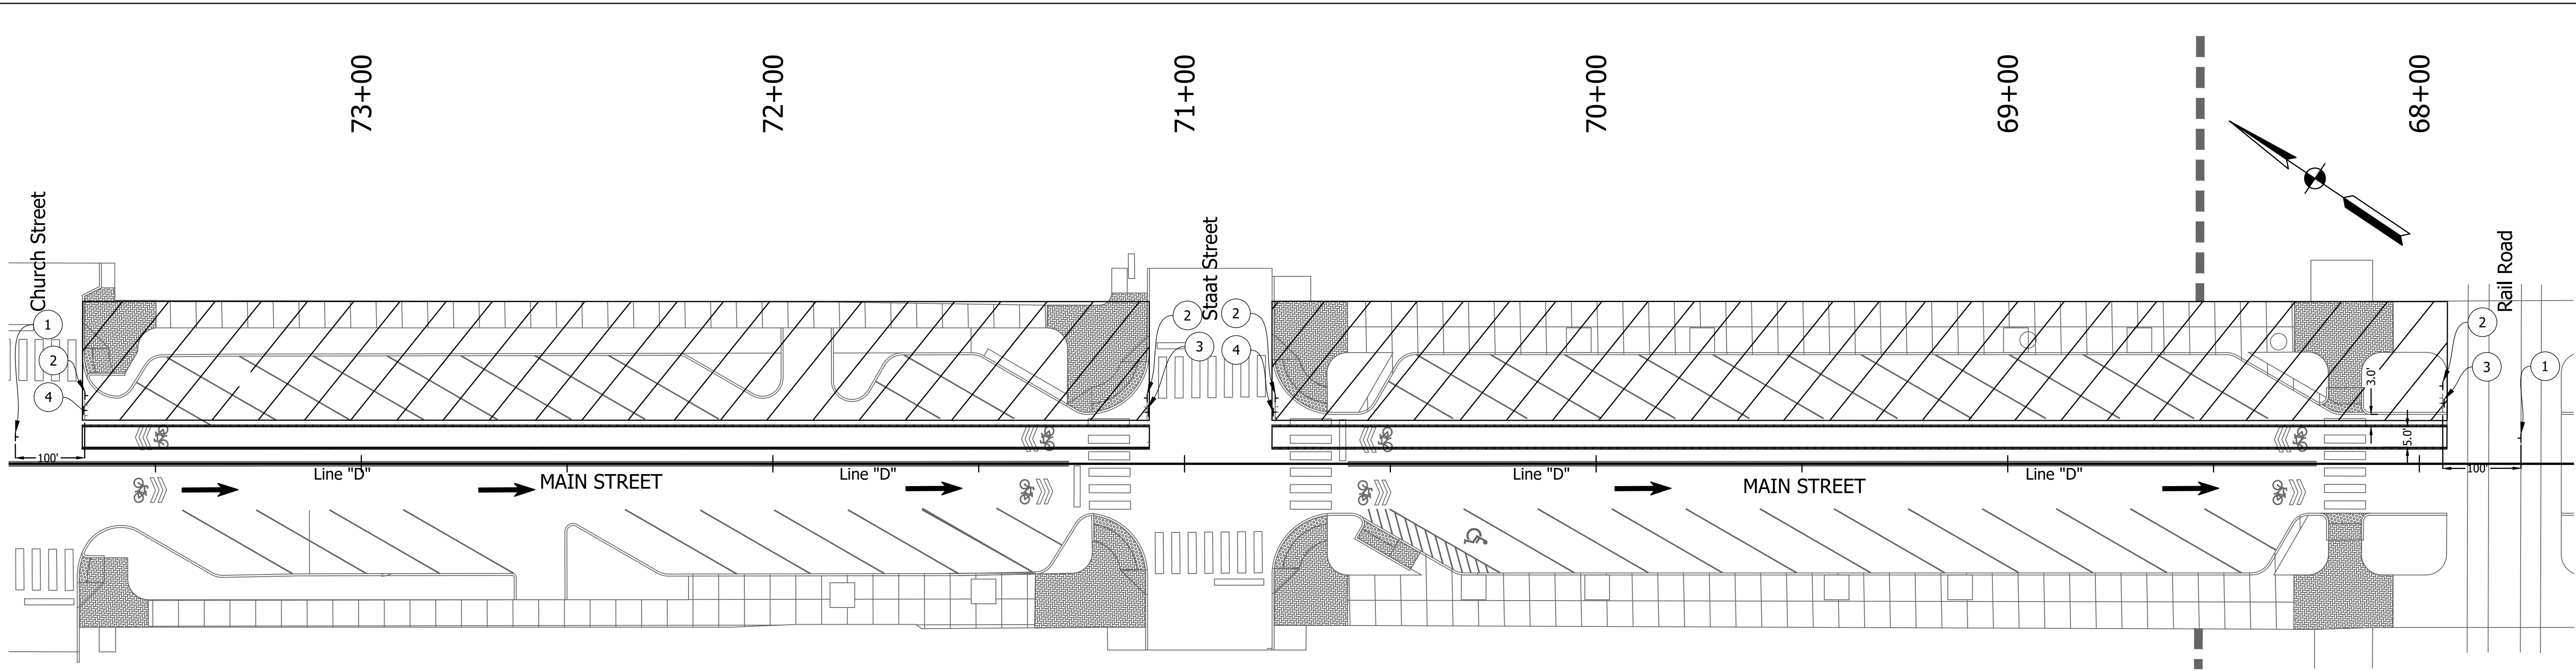 73+00
72+00
71+00
70+00
69+00
68+00
Church Street
Staat Street
Rail Road
1
2
4
2
3
2
4
2
3
1
3.0'
5.0'
100'
100'
Line "D"
MAIN STREET
Line "D"
Line "D"
MAIN STREET
Line "D"